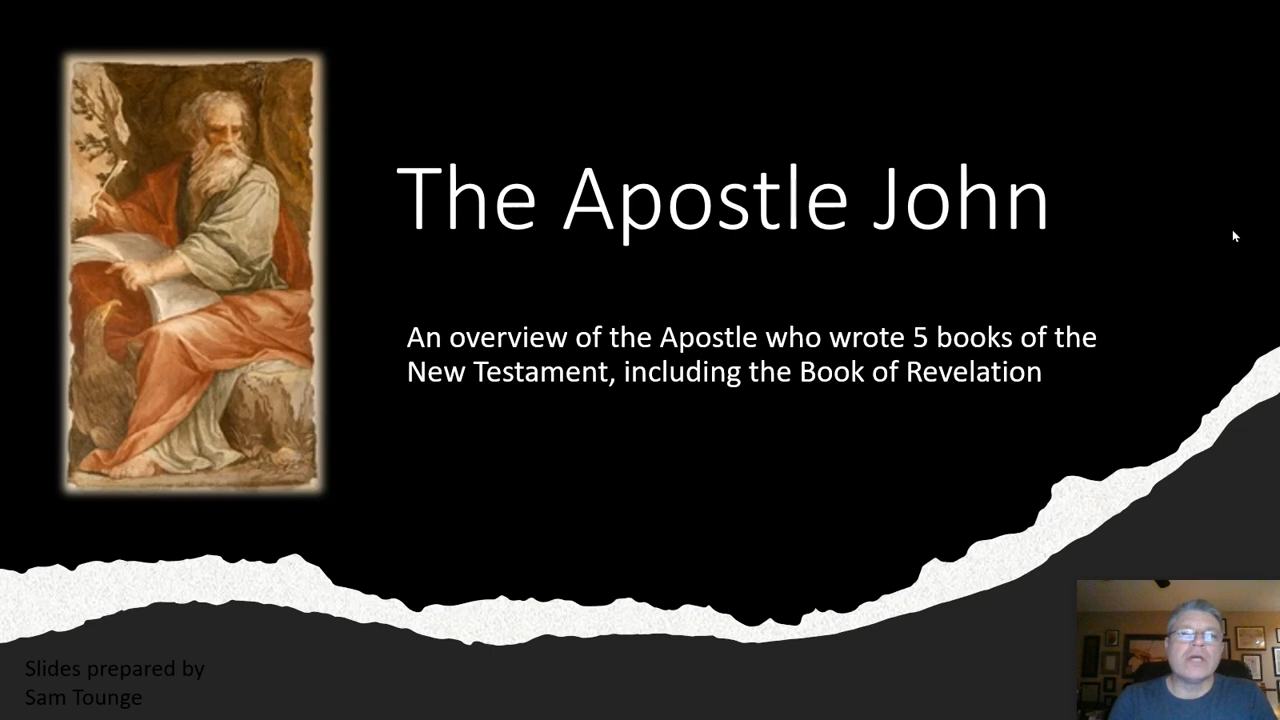 The Apostle John
An overview of the Apostle who wrote 5 books of the
New Testament, including the Book of Revelation
Slides prepared by
Sam Tounge